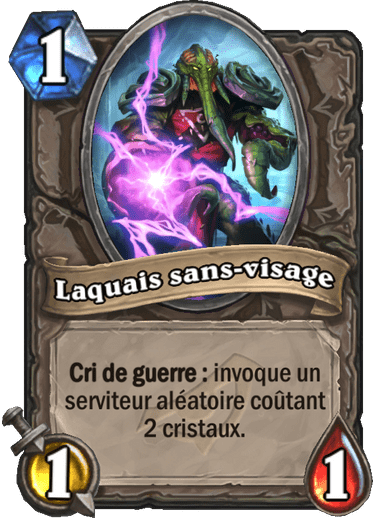 1
Laquais sans-visage
Cri de guerre : invoque un
serviteur aléatoire coûtant
2 cristaux.
1
1